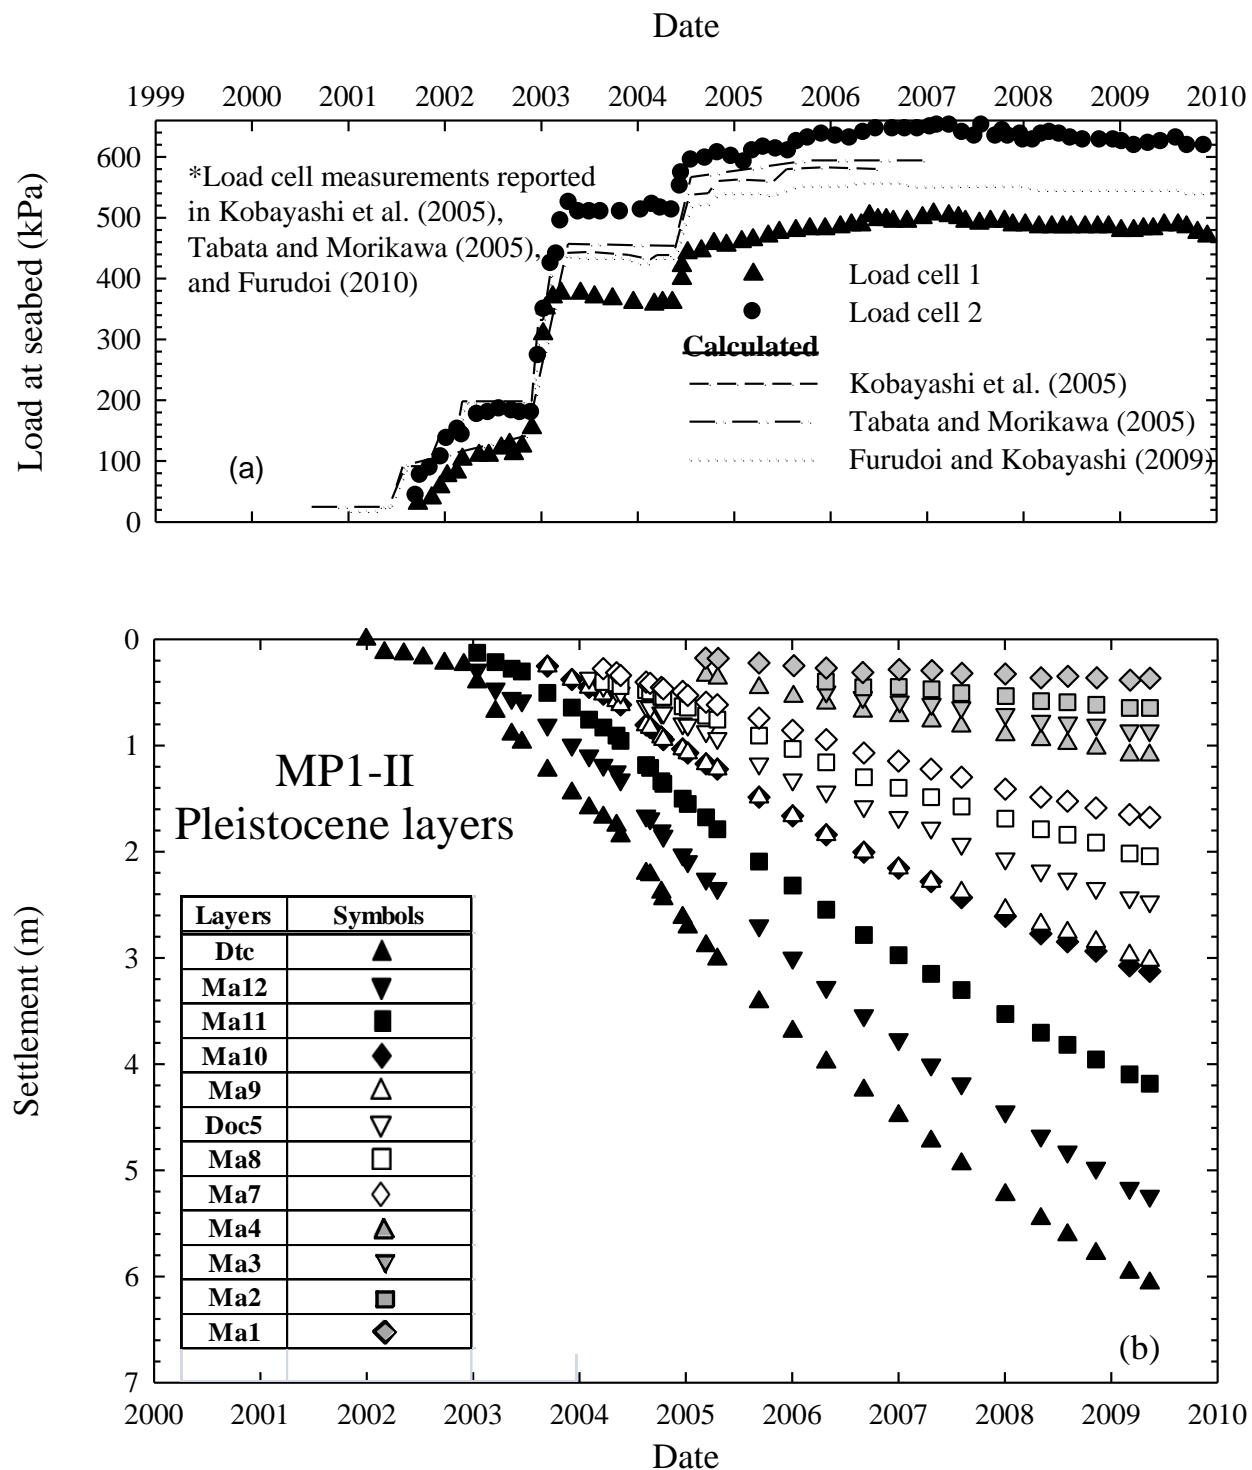 Date
1999 2000 2001 2002 2003 2004 2005 2006 2007 2008 2009 2010
Load at seabed (kPa)
600
500
400
300
200
100
0
*Load cell measurements reported
in Kobayashi et al. (2005),
Tabata and Morikawa (2005),
and Furudoi (2010)
(a)
Load cell 1
Load cell 2
Calculated
Kobayashi et al. (2005)
Tabata and Morikawa (2005)
Furudoi and Kobayashi (2009)
Settlement (m)
0
1
2
3
4
5
6
7
MP1-II
Pleistocene layers
Layers Symbols
Dtc
Ma12
Ma11
Ma10
Ma9
Doc5
Ma8
Ma7
Ma4
Ma3
Ma2
Ma1
(b)
2000 2001 2002 2003 2004 2005 2006 2007 2008 2009 2010
Date